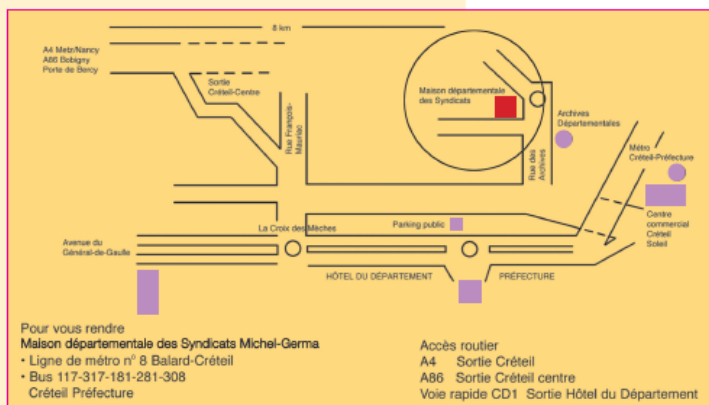 8 km
A4 Metz/Nancy
A86 Bobigny
Porte de Bercy
Sortie
Créteil-Centre
Rue François-
Mauriac
Maison départementale
des Syndicats
Archives
Départementales
Rue des
Archives
Métro
Créteil-Préfecture
Centre
commercial
Créteil
Soleil
La Croix des Mèches
Parking public
Avenue du
Général-de-Gaulle
HÔTEL DU DÉPARTEMENT
PRÉFECTURE
Pour vous rendre
Maison départementale des Syndicats Michel-Germa
• Ligne de métro n° 8 Balard-Créteil
• Bus 117-317-181-281-308
Créteil Préfecture
Accès routier
A4 Sortie Créteil
A86 Sortie Créteil centre
Voie rapide CD1 Sortie Hôtel du Département